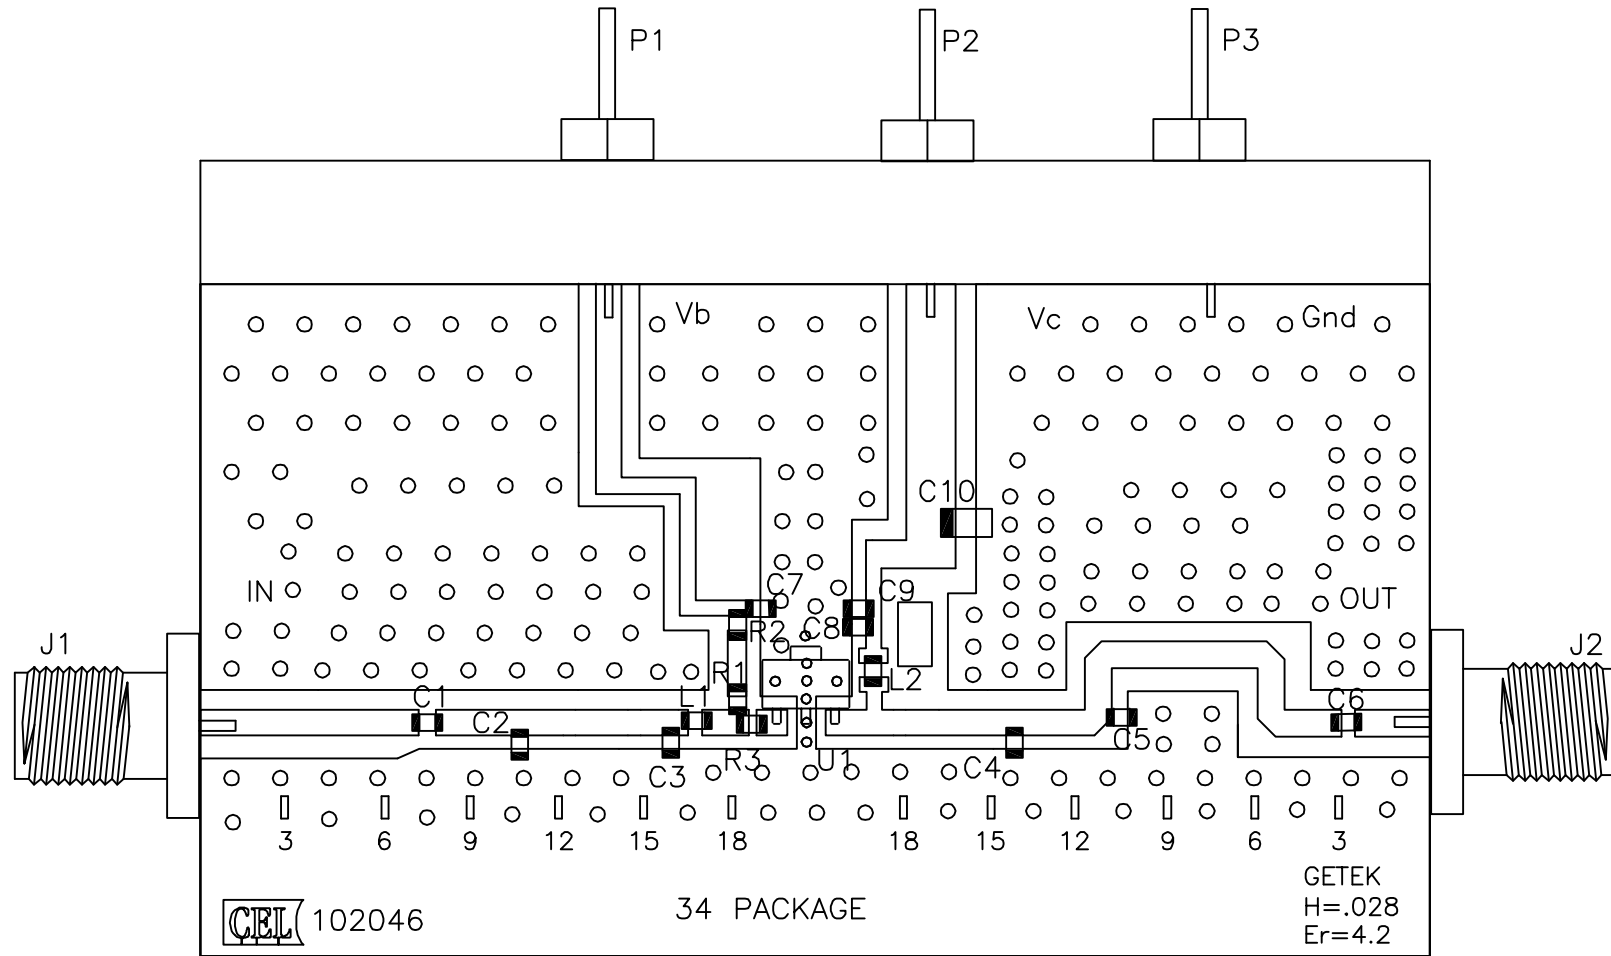 P1
P2
P3
Vb
Vc
Gnd
C10
IN
C7
C9
OUT
R2
C8
J1
J2
R1
L2
C1
L1
C6
C2
C5
R3
U1
C3
C4
3 6 9 12 15 18 18 15 12 9 6 3
GETEK
H=.028
Er=4.2
CEL 102046
34 PACKAGE